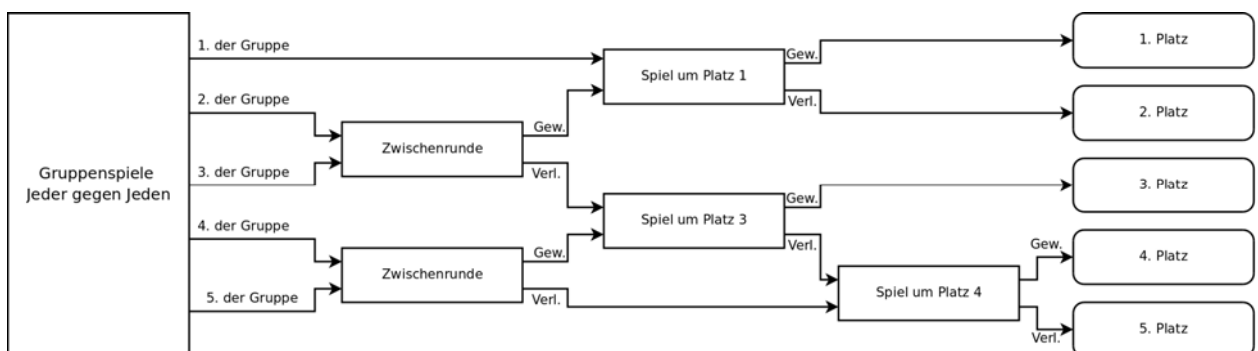 Gruppenspiele
Jeder gegen Jeden
1. der Gruppe
2. der Gruppe
3. der Gruppe
4. der Gruppe
5. der Gruppe
Zwischenrunde
Gew.
Verl.
Zwischenrunde
Gew.
Verl.
Spiel um Platz 1
Gew.
Verl.
Spiel um Platz 3
Gew.
Verl.
Spiel um Platz 4
Gew.
Verl.
1. Platz
2. Platz
3. Platz
4. Platz
5. Platz